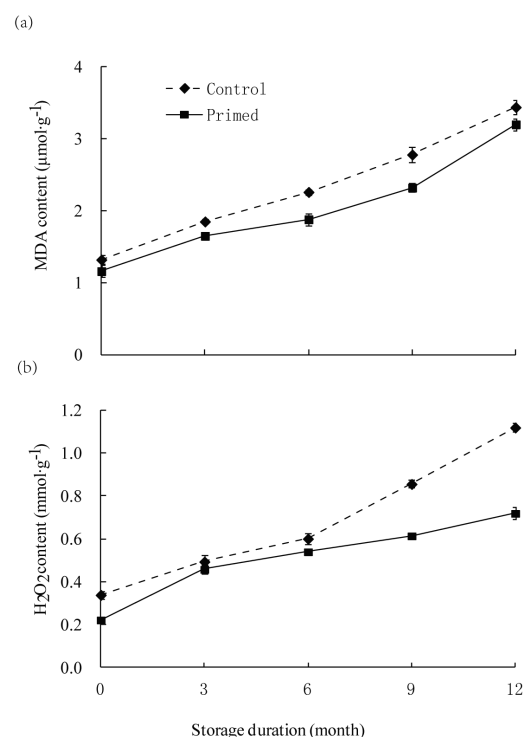 (a)
4
3
2
1
0
MDA content (μmol·g-1)
Control
Primed
(b)
1.2
1.0
0.8
0.6
0.4
0.2
0.0
H2O2content (mmol·g-1)
0 3 6 9 12
Storage duration (month)